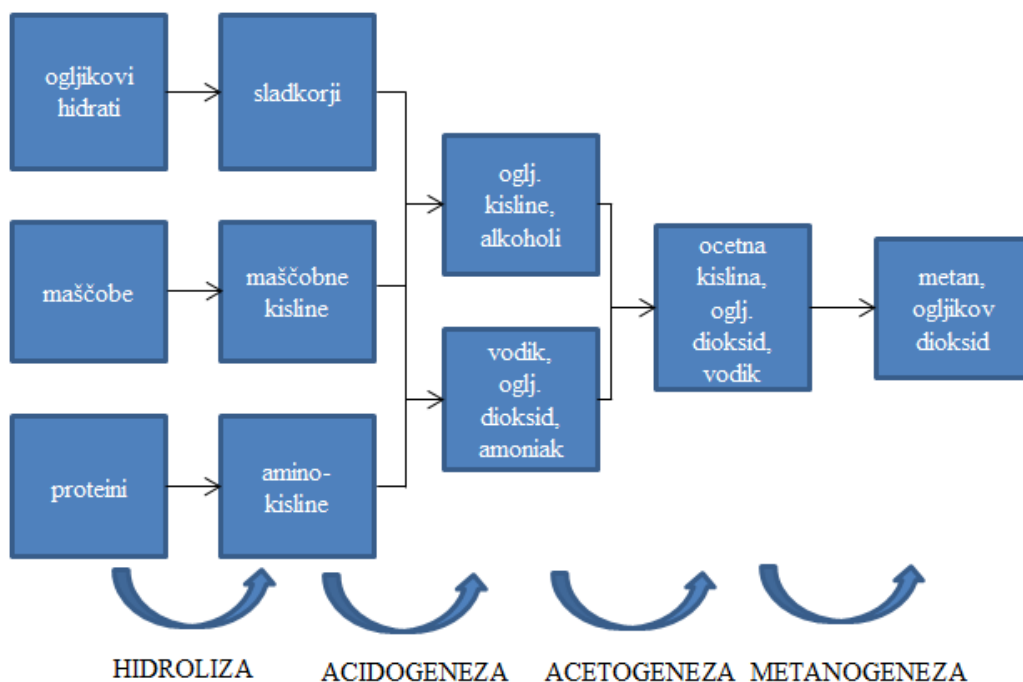 ogljikovi
hidrati
sladkorji
maščobe
maščobne
kisline
proteini
amino-
kisline
oglj.
kisline,
alkoholi
vodik,
oglj.
dioksid,
amoniak
ocetna
kislina,
oglj.
dioksid,
vodik
metan,
ogljikov
dioksid
HIDROLIZA
ACIDOGENEZA
ACETOGENEZA
METANOGENEZA